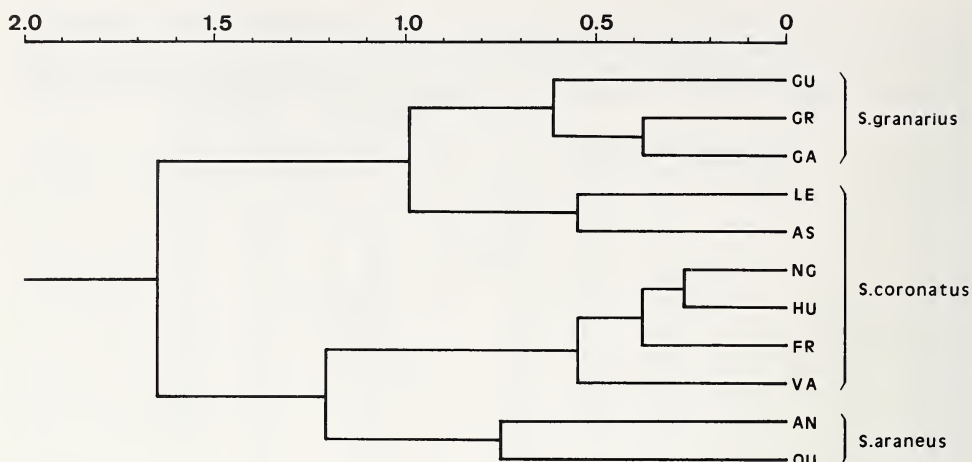 2.0 1.5 1.0 0.5 0
GU
GR
S.granarius
GA
LE
AS
NG
S.coronatus
HU
FR
VA
AN
S.araneus